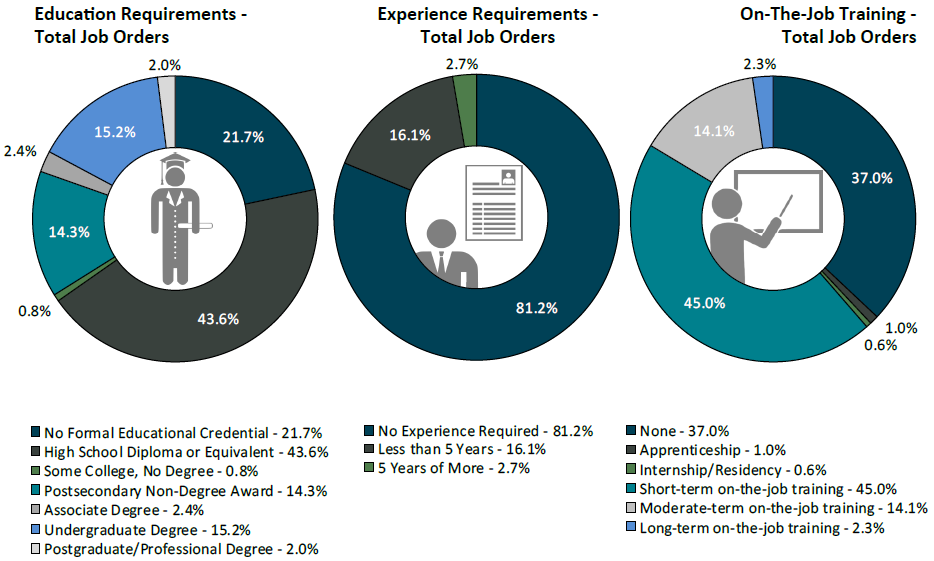 Education Requirements -
Total Job Orders
2.0%
21.7%
15.2%
2.4%
14.3%
0.8%
43.6%
No Formal Educational Credential - 21.7%
High School Diploma or Equivalent - 43.6%
Some College, No Degree - 0.8%
Postsecondary Non-Degree Award - 14.3%
Associate Degree - 2.4%
Undergraduate Degree - 15.2%
Postgraduate/Professional Degree - 2.0%
Experience Requirements -
Total Job Orders
2.7%
16.1%
81.2%
No Experience Required - 81.2%
Less than 5 Years - 16.1%
5 Years of More - 2.7%
On-The-Job Training -
Total Job Orders
2.3%
14.1%
37.0%
45.0%
1.0%
0.6%
None - 37.0%
Apprenticeship - 1.0%
Internship/Residency - 0.6%
Short-term on-the-job training - 45.0%
Moderate-term on-the-job training - 14.1%
Long-term on-the-job training - 2.3%